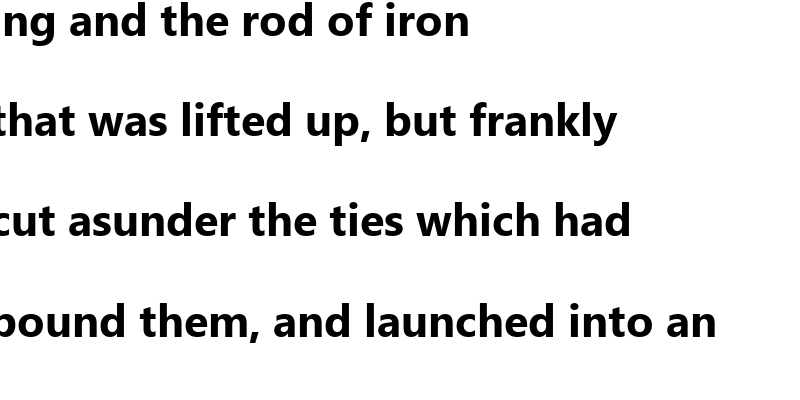 ng and the rod of iron
that was lifted up, but frankly
cut asunder the ties which had
bound them, and launched into an